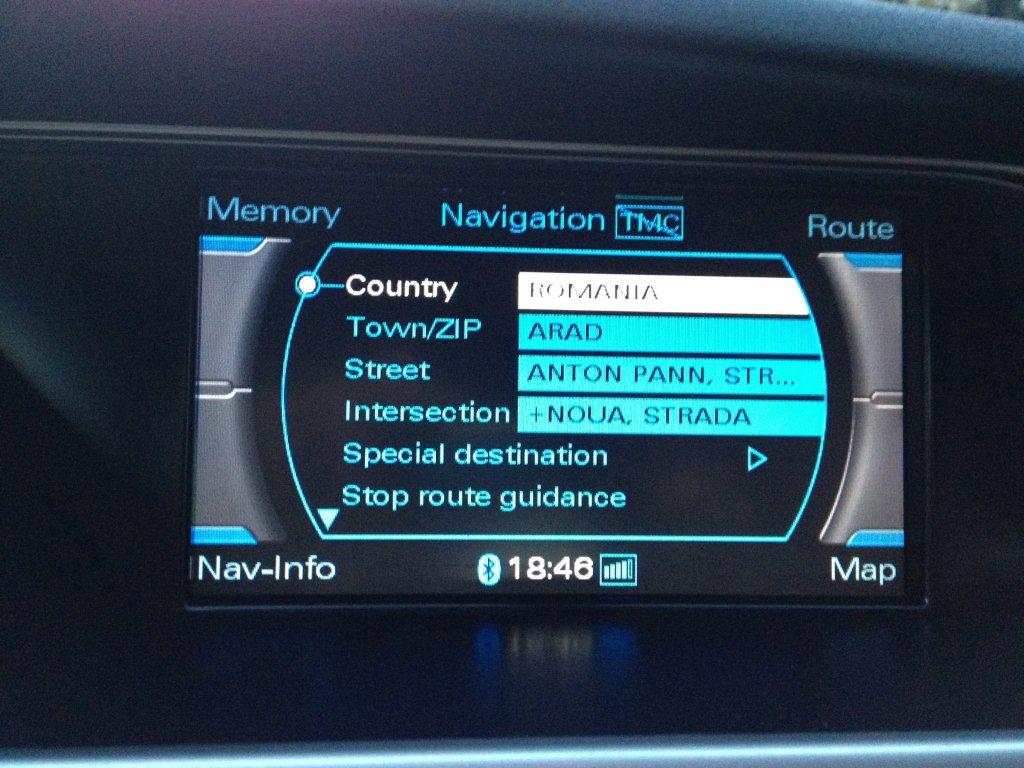 Memory
Navigation TMC
Route
Country ROMANIA
Town/ZIP ARAD
Street ANTON PANN, STR...
Intersection +NOUA, STRADA
Special destination
Stop route guidance
Nav-Info
18:46
Map